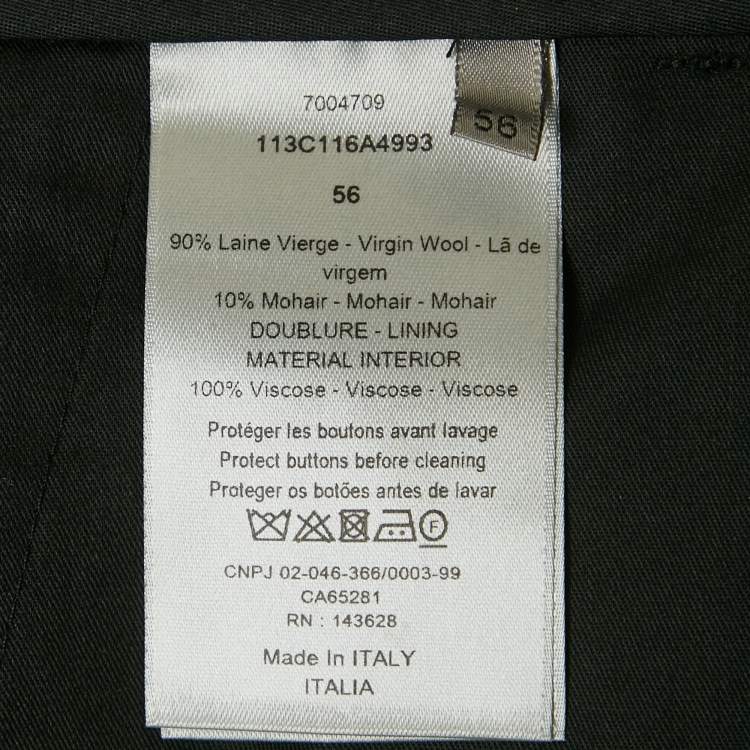 7004709
56
113C116A4993
56
90% Laine Vierge - Virgin Wool - Lã de
virgem
10% Mohair - Mohair - Mohair
DOUBLURE - LINING
MATERIAL INTERIOR
100% Viscose - Viscose - Viscose
Protéger les boutons avant lavage
Protect buttons before cleaning
Proteger os botões antes de lavar
F
CNPJ 02-046-366/0003-99
CA65281
RN : 143628
Made In ITALY
ITALIA